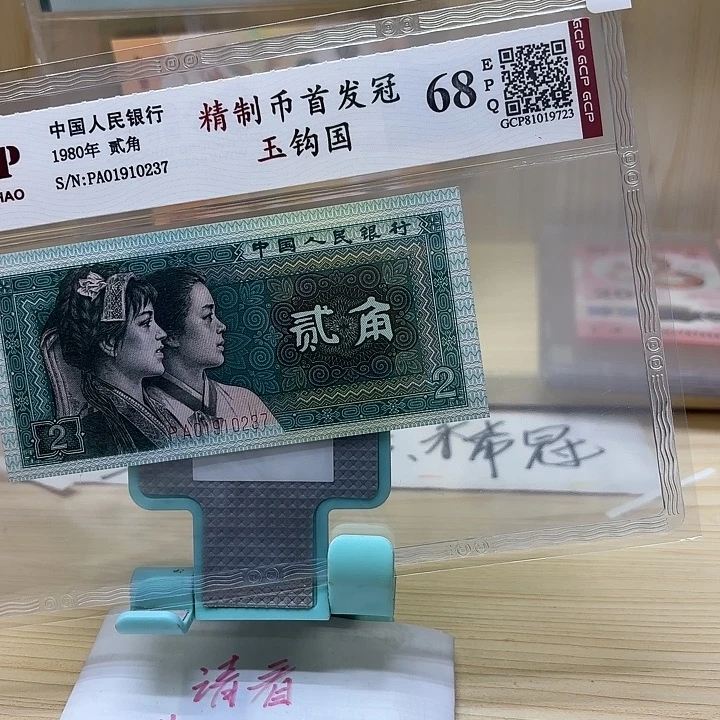 中国人民银行
1980年 贰角
S/N:PA01910237
精制币首发冠
玉钩国
68
EPQ
GCP81019723
GCP GCP GCP
P
HAO
中国人民银行
贰角
2
2
PA01910237
冠
请看